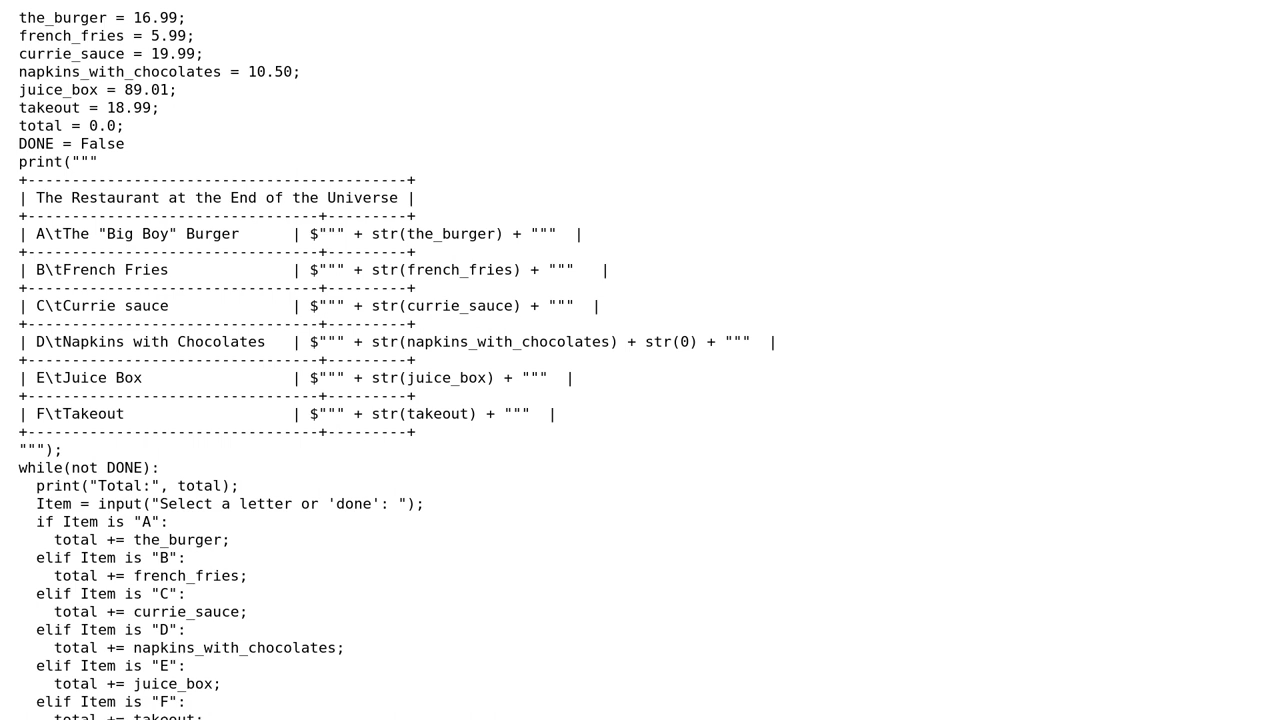 the_burger = 16.99;
french_fries = 5.99;
currie_sauce = 19.99;
napkins_with_chocolates = 10.50;
juice_box = 89.01;
takeout = 18.99;
total = 0.0;
DONE = False
print("""
+-------------------------------------------+
| The Restaurant at the End of the Universe |
+---------------------------------+---------+
| A\tThe "Big Boy" Burger      | $""" + str(the_burger) + """  |
+---------------------------------+---------+
| B\tFrench Fries              | $""" + str(french_fries) + """   |
+---------------------------------+---------+
| C\tCurrie sauce              | $""" + str(currie_sauce) + """  |
+---------------------------------+---------+
| D\tNapkins with Chocolates   | $""" + str(napkins_with_chocolates) + str(0) + """  |
+---------------------------------+---------+
| E\tJuice Box                 | $""" + str(juice_box) + """  |
+---------------------------------+---------+
| F\tTakeout                   | $""" + str(takeout) + """  |
+---------------------------------+---------+
""");
while(not DONE):
  print("Total:", total);
  Item = input("Select a letter or 'done': ");
  if Item is "A":
    total += the_burger;
  elif Item is "B":
    total += french_fries;
  elif Item is "C":
    total += currie_sauce;
  elif Item is "D":
    total += napkins_with_chocolates;
  elif Item is "E":
    total += juice_box;
  elif Item is "F":
    total += takeout;